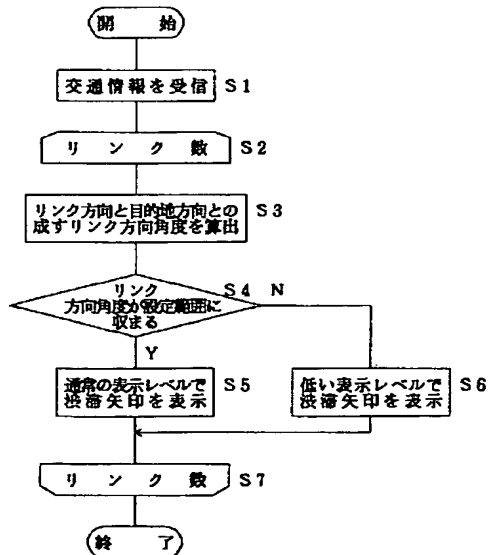 開 始
交通情報を受信 S1
リ ン ク 数 S2
リンク方向と目的地方向との S3
成すリンク方向角度を算出
リンク S4 N
方向角度が設定範囲に
収まる
Y
通常の表示レベルで S5
渋滞矢印を表示
低い表示レベルで S6
渋滞矢印を表示
リ ン ク 数 S7
終 了